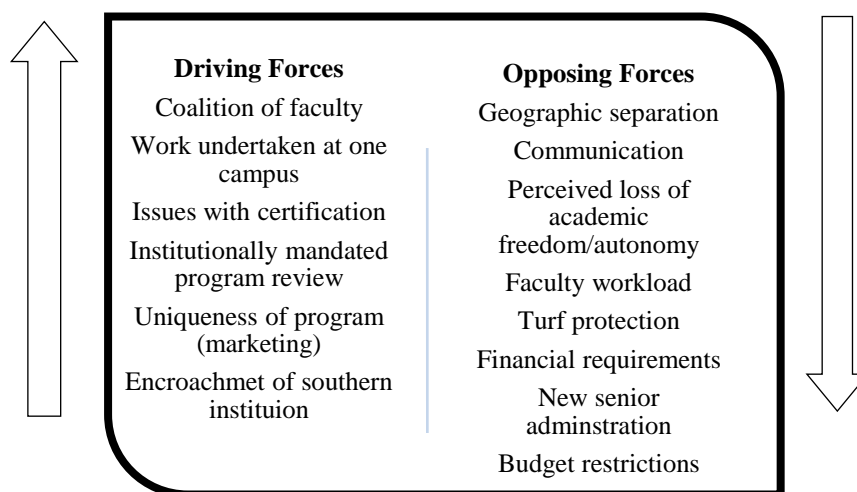 Driving Forces
Coalition of faculty
Work undertaken at one
campus
Issues with certification
Institutionally mandated
program review
Uniqueness of program
(marketing)
Encroachmet of southern
instituion
Opposing Forces
Geographic separation
Communication
Perceived loss of
academic
freedom/autonomy
Faculty workload
Turf protection
Financial requirements
New senior
adminstration
Budget restrictions